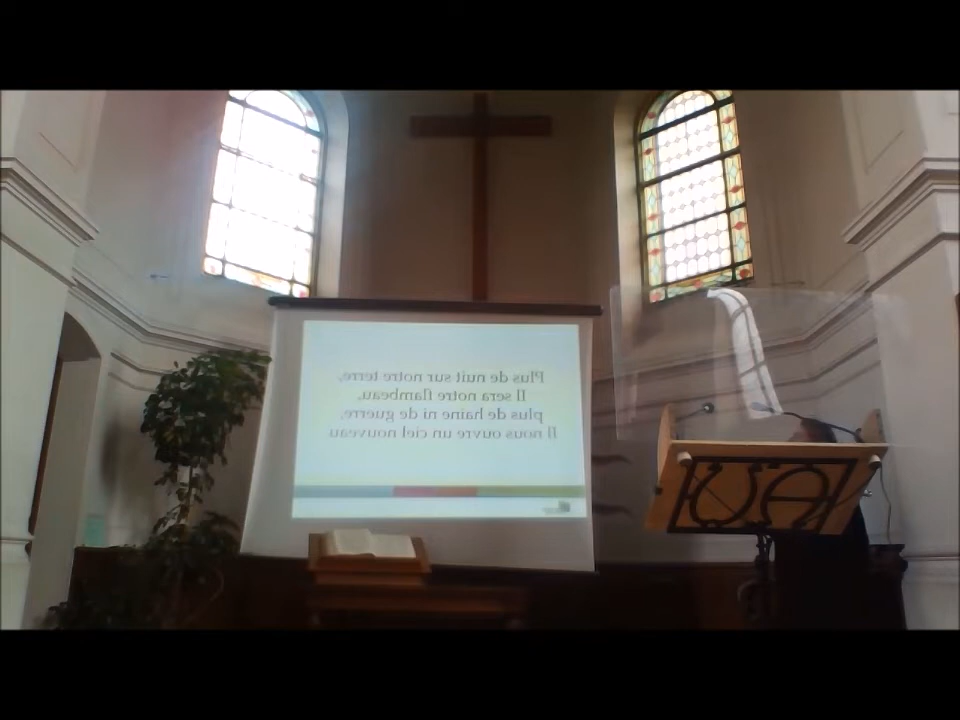 Plus de nuit sur notre terre,
Il sera notre flambeau,
plus de haine ni de guerre,
Il nous ouvre un ciel nouveau